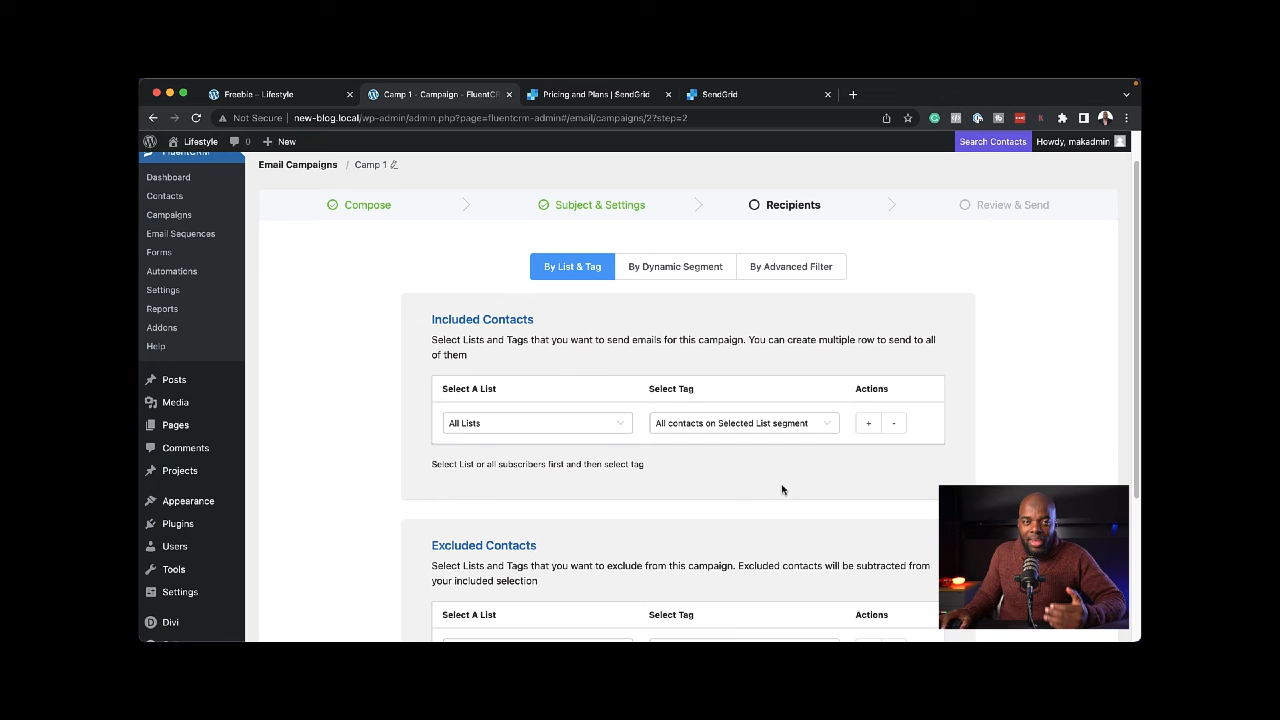 Freebie – Lifestyle
Camp 1 - Campaign - FluentCR
Pricing and Plans | SendGrid
SendGrid
Not Secure
new-blog.local/wp-admin/admin.php?page=fluentcrm-admin#/email/campaigns/2?step=2
Lifestyle
0
+ New
Search Contacts
Howdy, makadmin
Dashboard
Contacts
Campaigns
Email Sequences
Forms
Automations
Settings
Reports
Addons
Help
Posts
Media
Pages
Comments
Projects
Appearance
Plugins
Users
Tools
Settings
Divi
Email Campaigns / Camp 1
Compose
Subject & Settings
Recipients
Review & Send
By List & Tag
By Dynamic Segment
By Advanced Filter
Included Contacts
Select Lists and Tags that you want to send emails for this campaign. You can create multiple row to send to all
of them
Select A List
Select Tag
Actions
All Lists
All contacts on Selected List segment
+
-
Select List or all subscribers first and then select tag
Excluded Contacts
Select Lists and Tags that you want to exclude from this campaign. Excluded contacts will be subtracted from
your included selection
Select A List
Select Tag
Actions